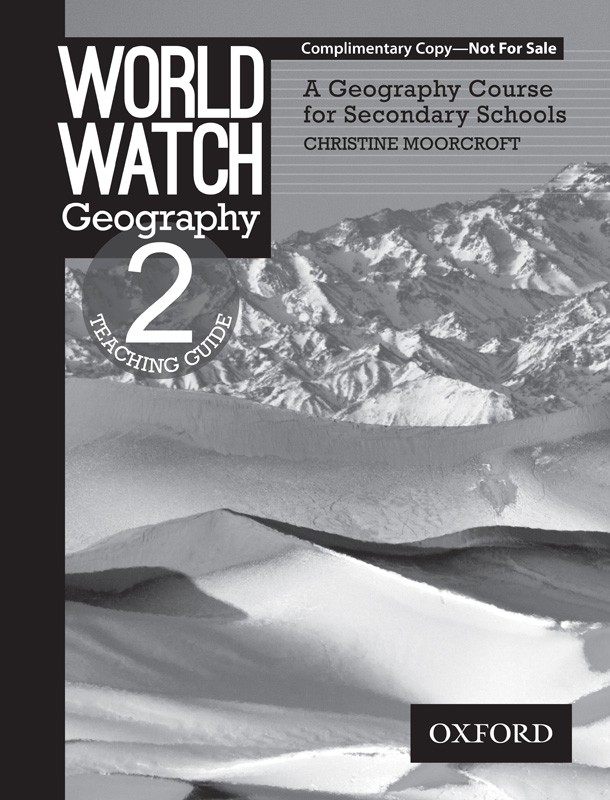 Complimentary Copy—Not For Sale
WORLD
WATCH
Geography
2
TEACHING GUIDE
A Geography Course
for Secondary Schools
CHRISTINE MOORCROFT
OXFORD